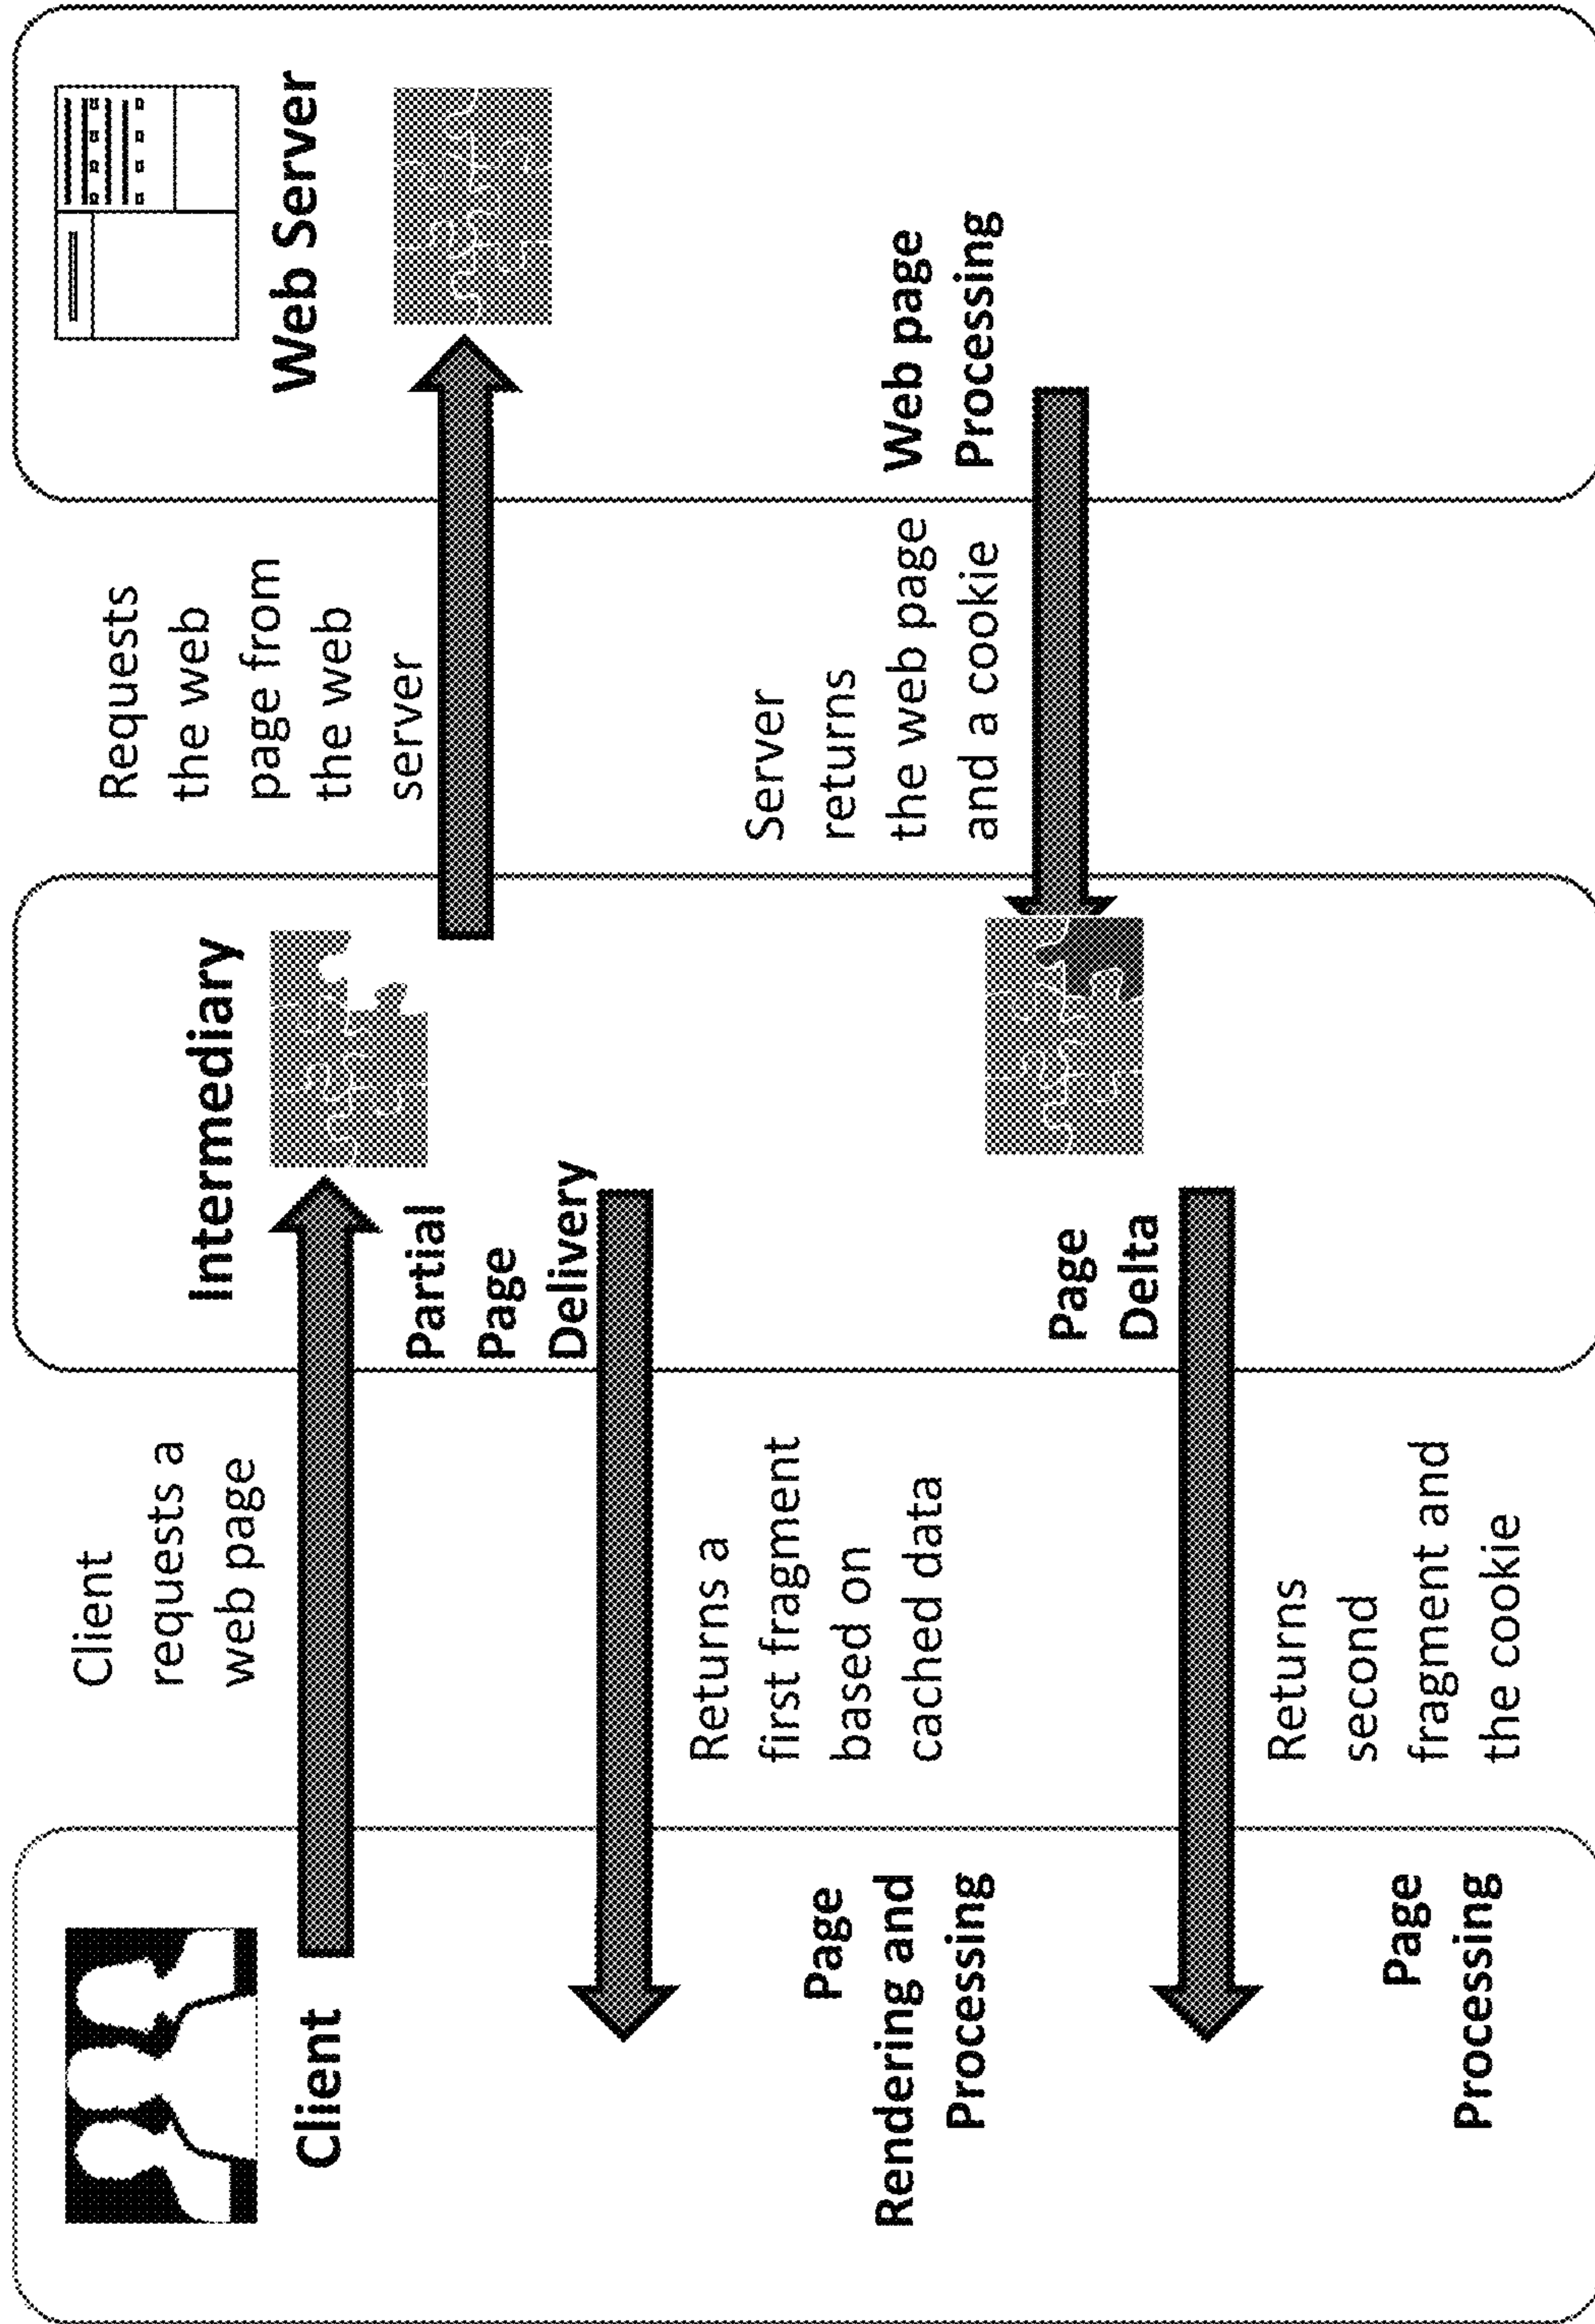 Client
Client
requests a
web page
Intermediary
Requests
the web
page from
the web
server
Web Server
Partial
Page
Delivery
Returns a
first fragment
based on
cached data
Page
Rendering and
Processing
Server
returns
the web page
and a cookie
Web page
Processing
Page
Delta
Returns
second
fragment and
the cookie
Page
Processing